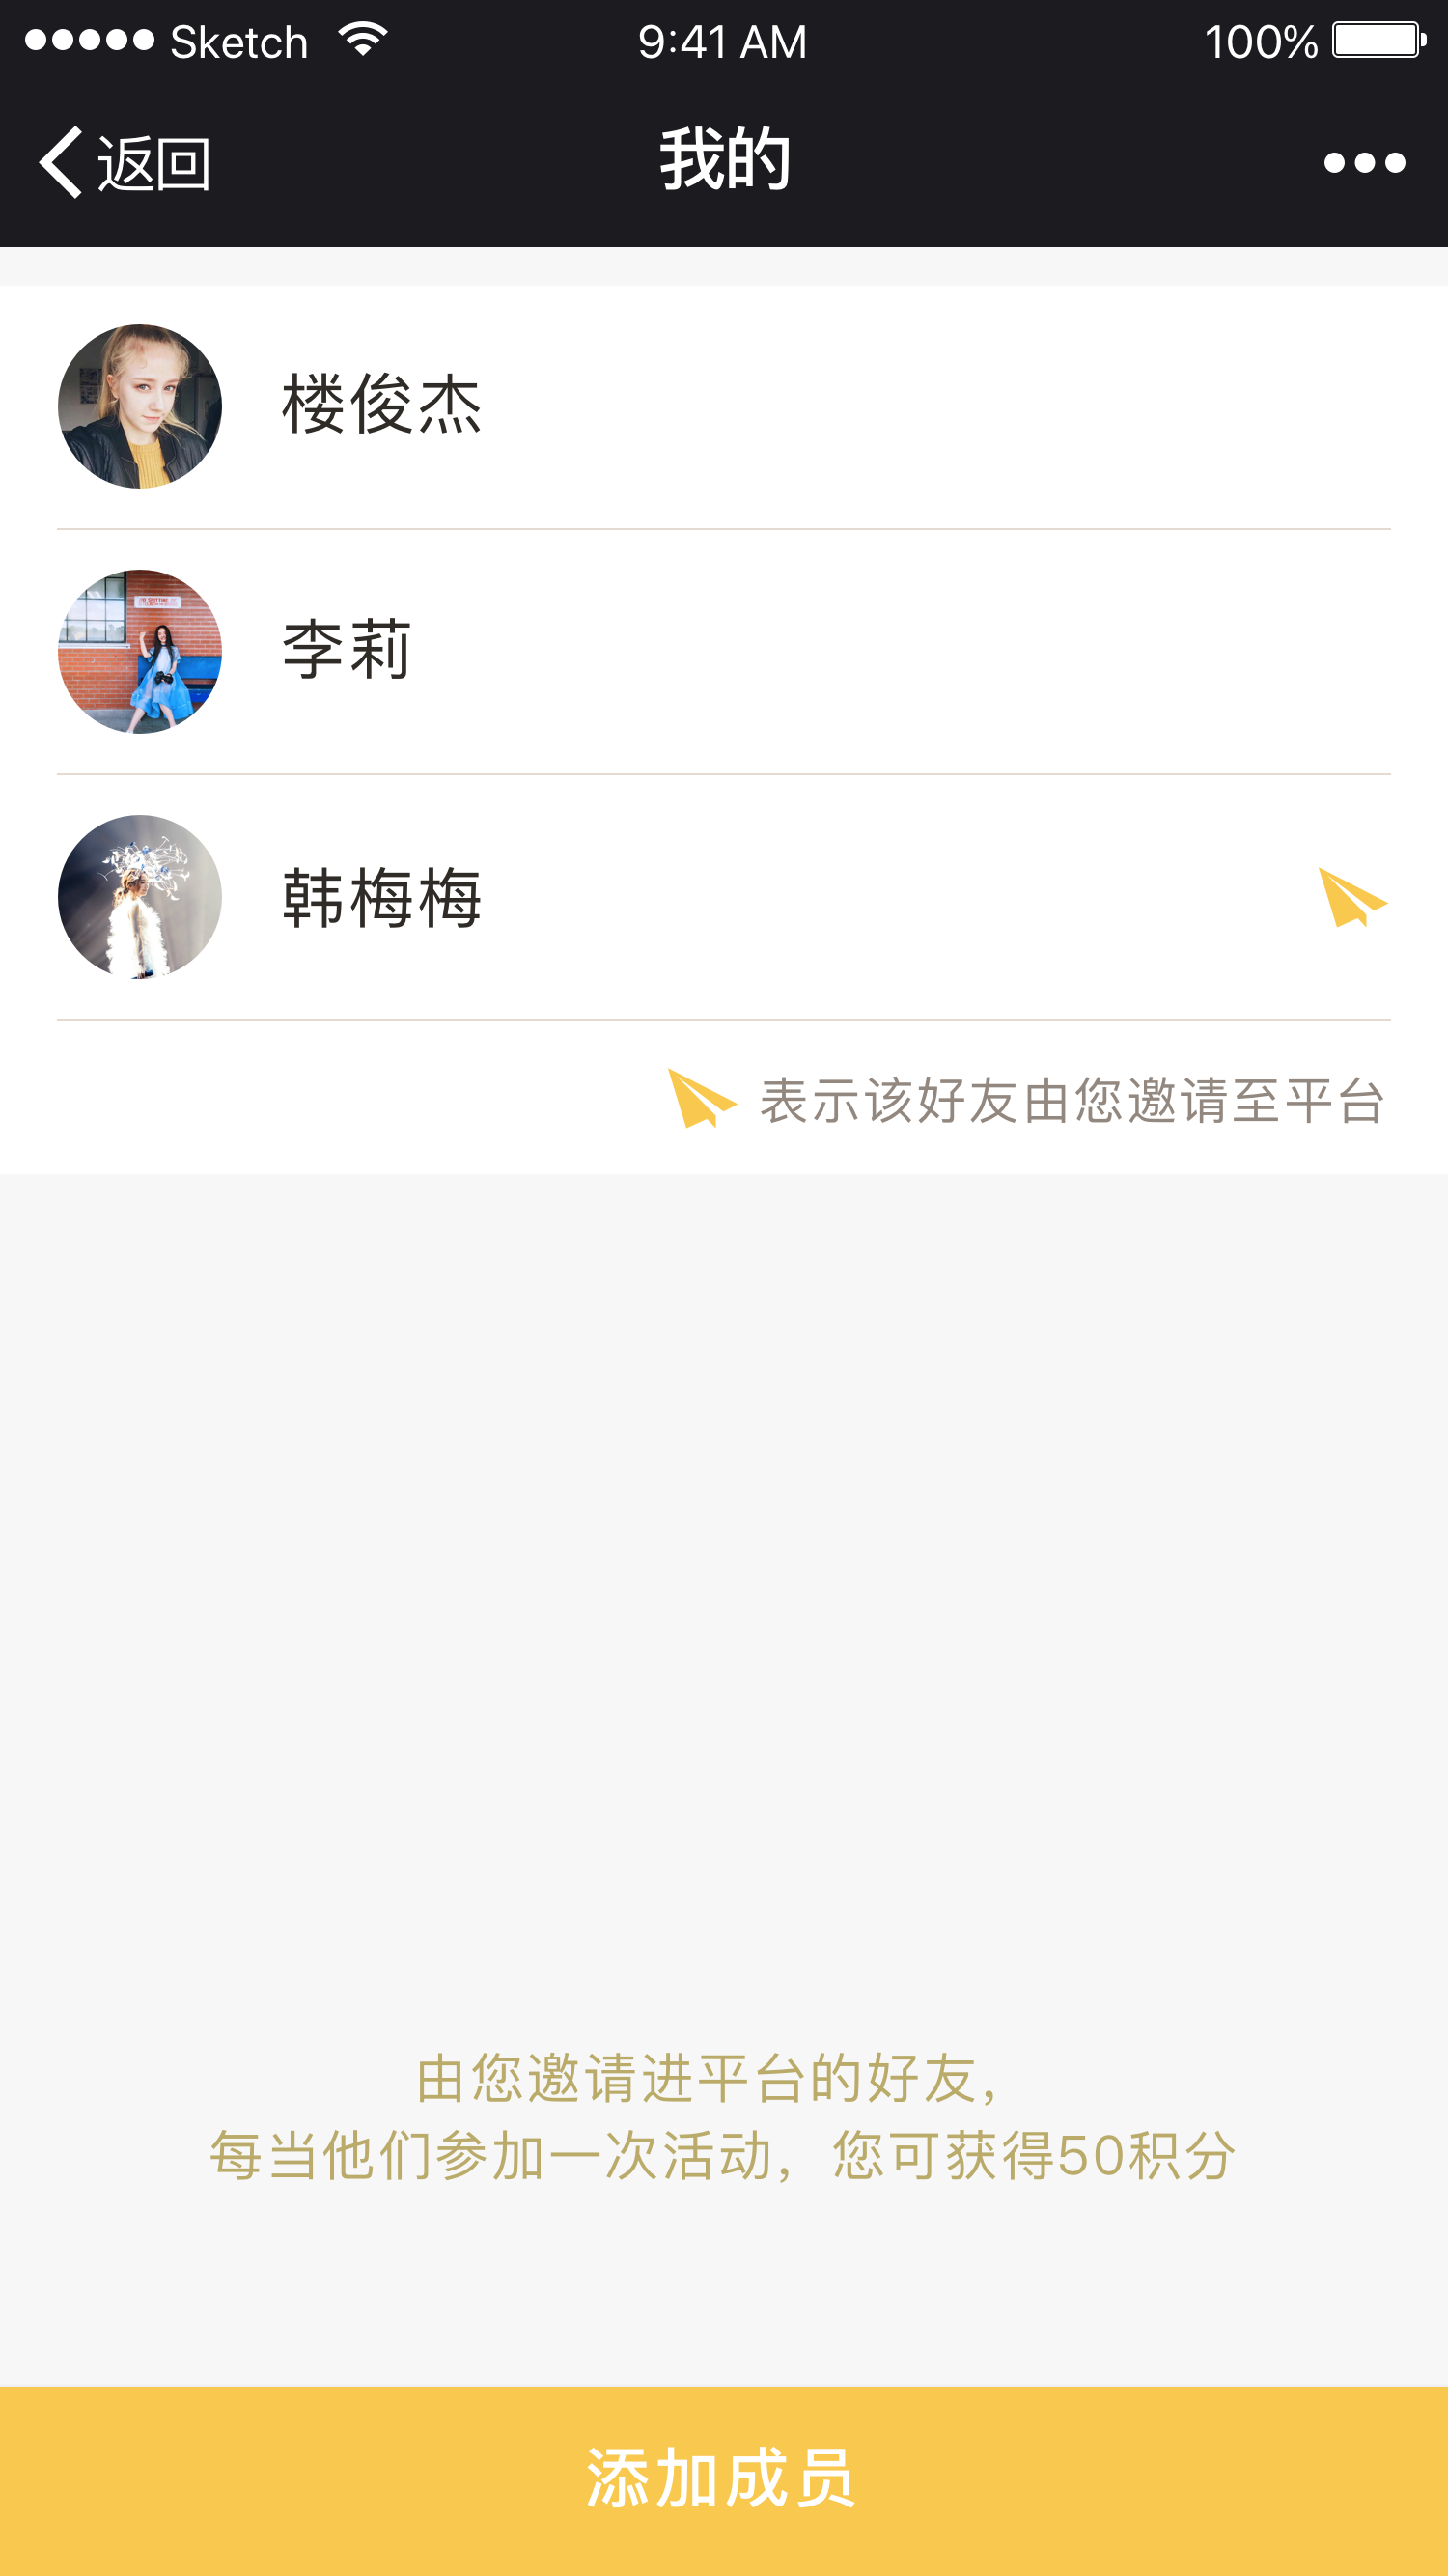 Sketch 9:41 AM 100%
返回 我的
楼俊杰
李莉
韩梅梅
表示该好友由您邀请至平台
由您邀请进平台的好友，
每当他们参加一次活动，您可获得50积分
添加成员